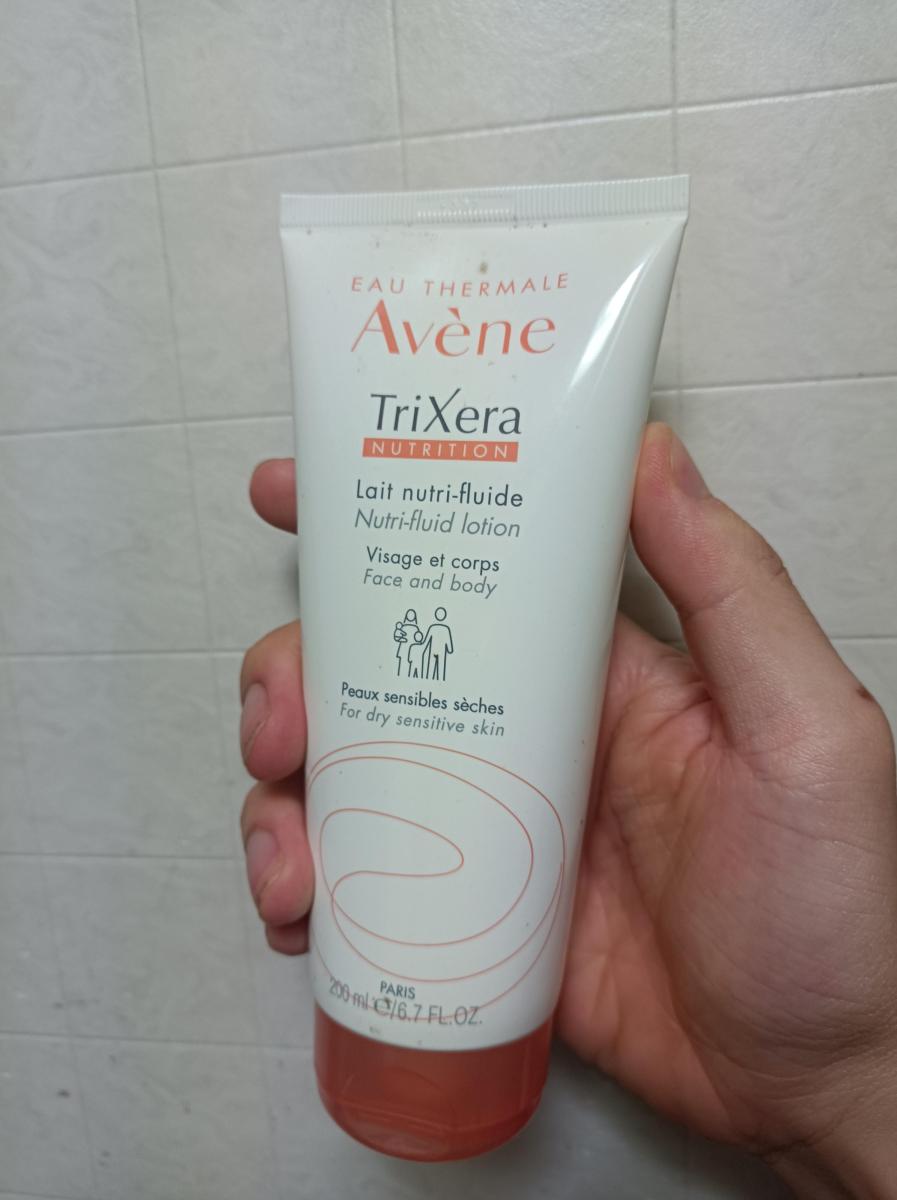 EAU THERMALE
Avène
TriXera
NUTRITION
Lait nutri-fluide
Nutri-fluid lotion
Visage et corps
Face and body
Peaux sensibles sèches
For dry sensitive skin
PARIS
200 ml ℮/6.7 FL.OZ.